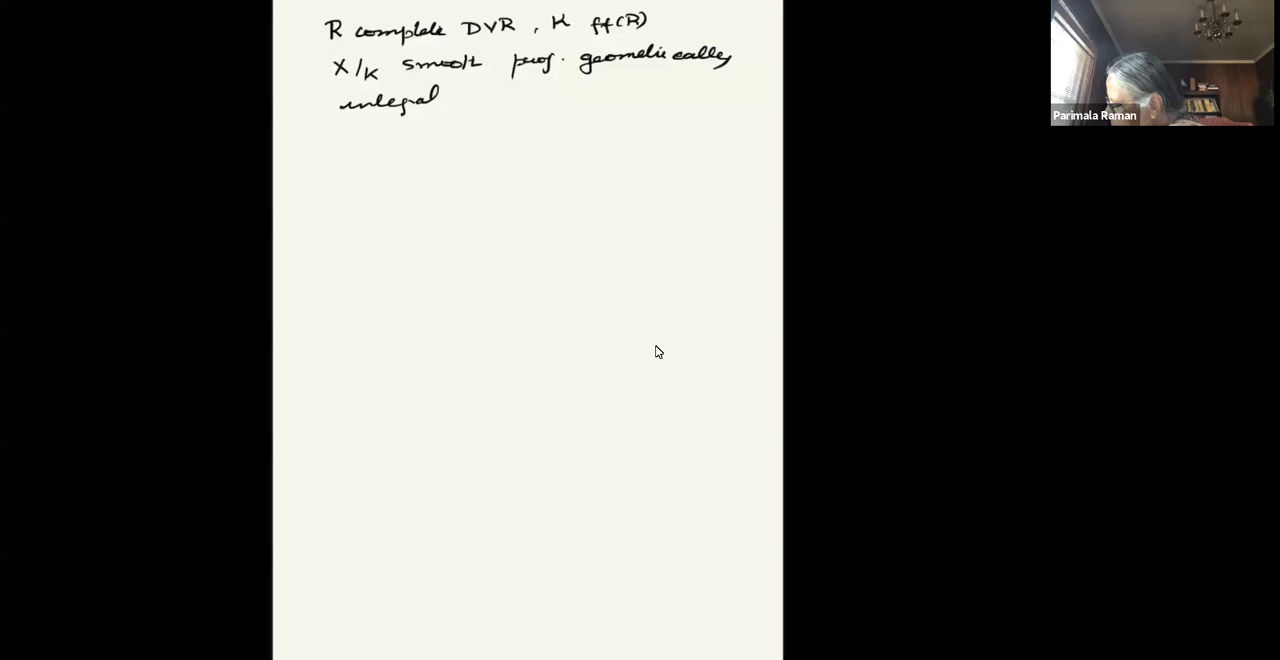 R complete DVR, K ff(R)
X/K smooth proj. geometrically
integral
Parimala Raman